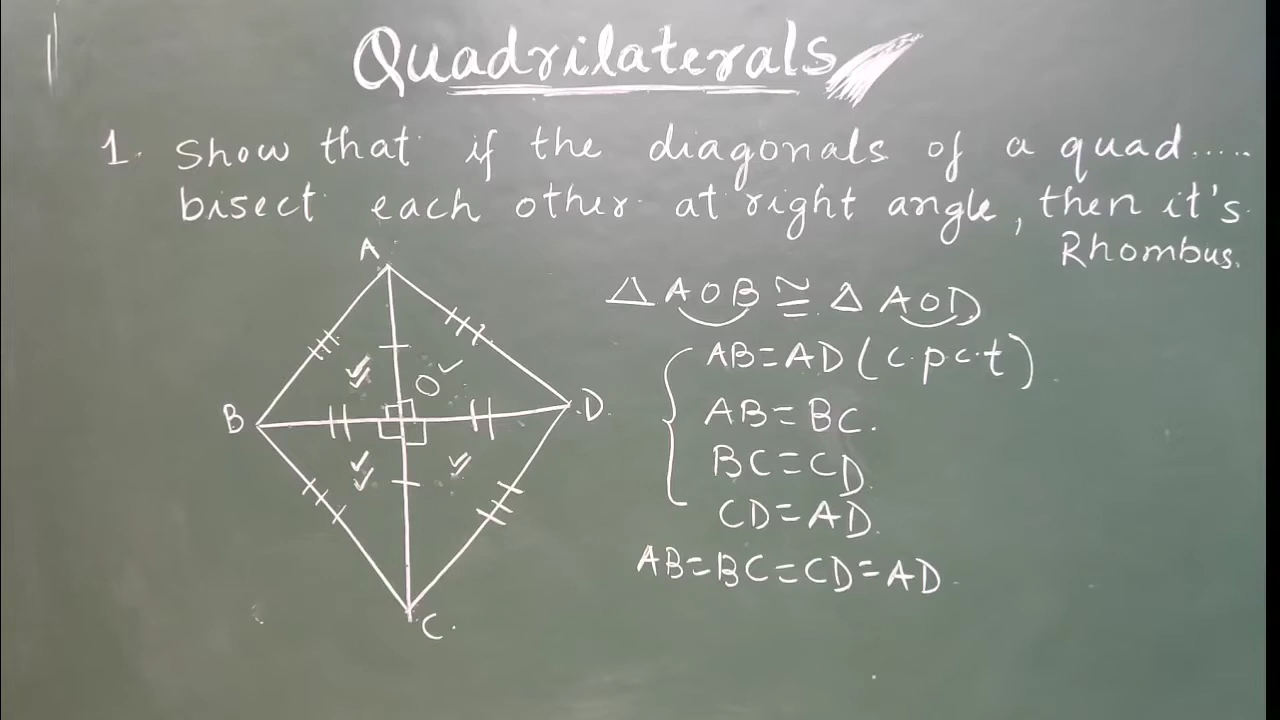 Quadrilaterals
1. Show that if the diagonals of a quad.....
bisect each other at right angle, then it's
Rhombus.
A
B
O
D.
C.
△ AOB ≅ △ AOD
AB=AD (c.p.c.t)
AB=BC.
BC=CD
CD=AD.
AB=BC=CD=AD.